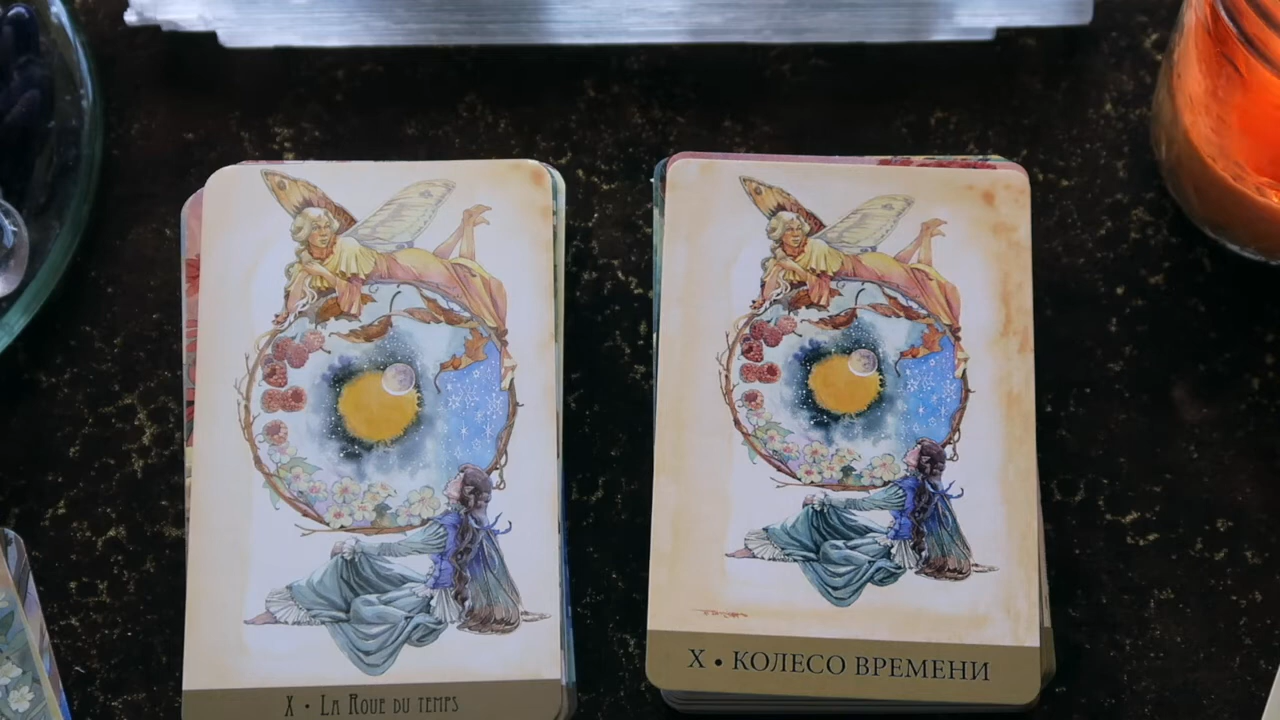 X • LA ROUE DU TEMPS
X • КОЛЕСО ВРЕМЕНИ